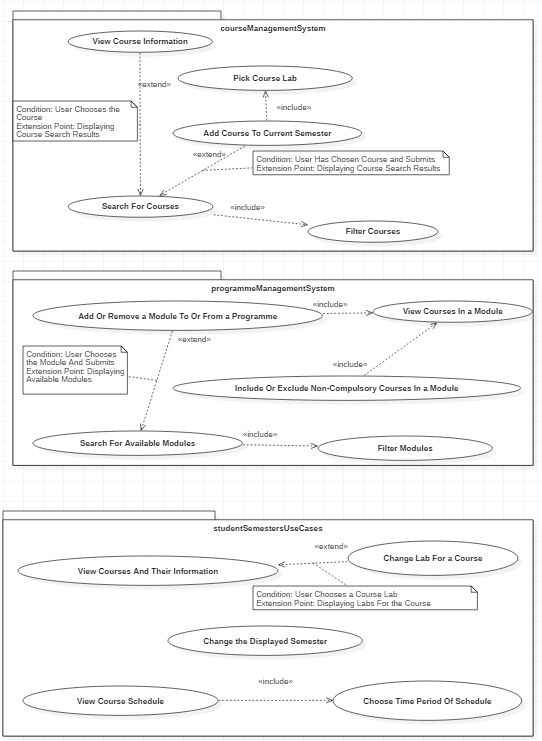 courseManagementSystem
View Course Information
«extend»
Pick Course Lab
Condition: User Chooses the
Course
Extension Point: Displaying
Course Search Results
«include»
Add Course To Current Semester
«extend»
Condition: User Has Chosen Course and Submits
Extension Point: Displaying Course Search Results
Search For Courses
«include»
Filter Courses
programmeManagementSystem
Add Or Remove a Module To Or From a Programme
«include»
View Courses In a Module
«extend»
Condition: User Chooses
the Module And Submits
Extension Point: Displaying
Available Modules
«include»
Include Or Exclude Non-Compulsory Courses In a Module
Search For Available Modules
«include»
Filter Modules
studentSemestersUseCases
«extend»
Change Lab For a Course
View Courses And Their Information
Condition: User Chooses a Course Lab
Extension Point: Displaying Labs For the Course
Change the Displayed Semester
«include»
View Course Schedule
Choose Time Period Of Schedule